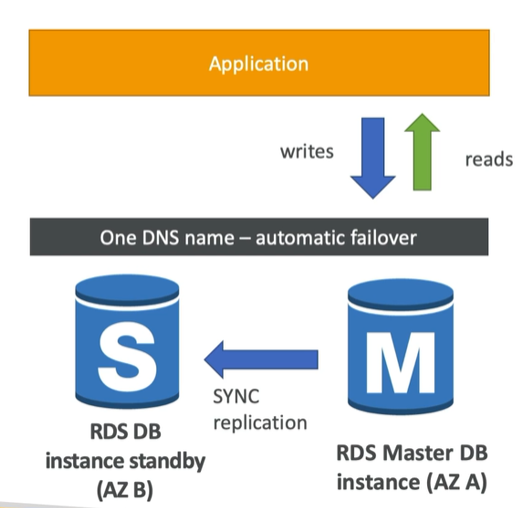 Application
writes
reads
One DNS name – automatic failover
S
M
SYNC
replication
RDS DB
instance standby
(AZ B)
RDS Master DB
instance (AZ A)